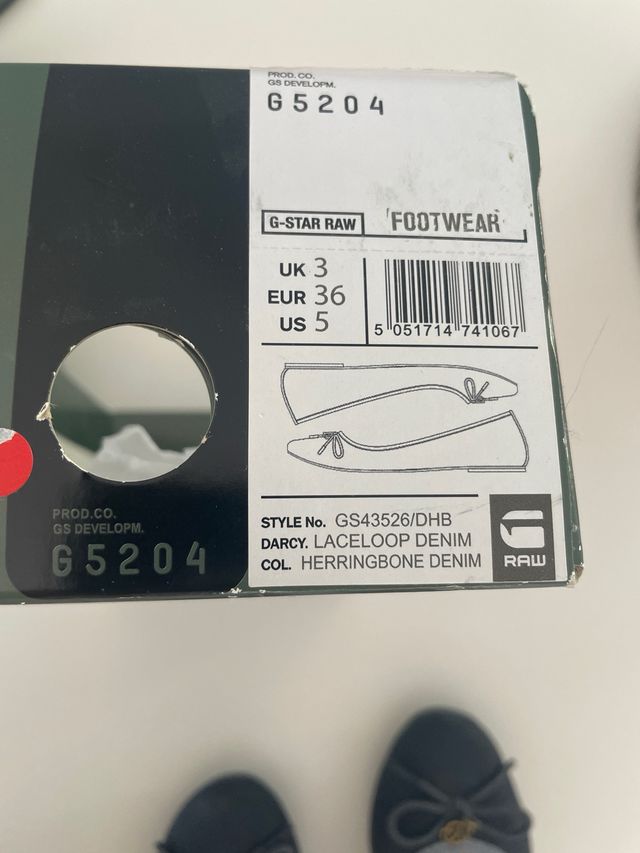 PROD. CO.
GS DEVELOPM.
G5204
G-STAR RAW
FOOTWEAR
UK 3
EUR 36
US 5
5 051714 741067
STYLE No. GS43526/DHB
DARCY. LACELOOP DENIM
COL. HERRINGBONE DENIM
RAW
PROD.CO.
GS DEVELOPM.
G5204